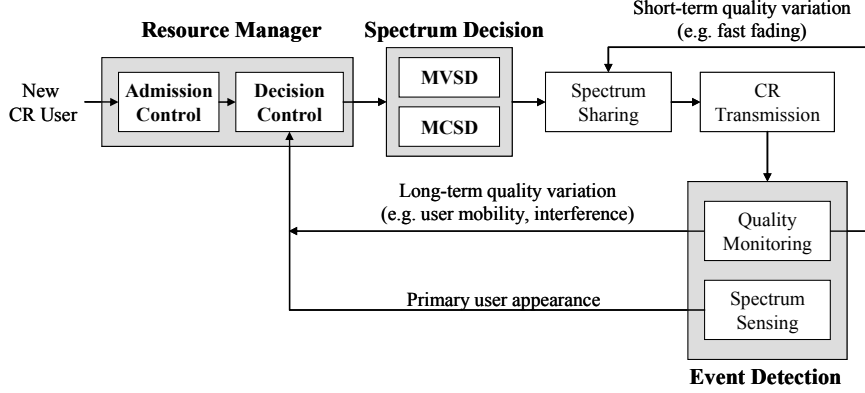 Short-term quality variation
(e.g. fast fading)
Resource Manager
Spectrum Decision
New
CR User
Admission
Control
Decision
Control
MVSD
MCSD
Spectrum
Sharing
CR
Transmission
Long-term quality variation
(e.g. user mobility, interference)
Quality
Monitoring
Primary user appearance
Spectrum
Sensing
Event Detection